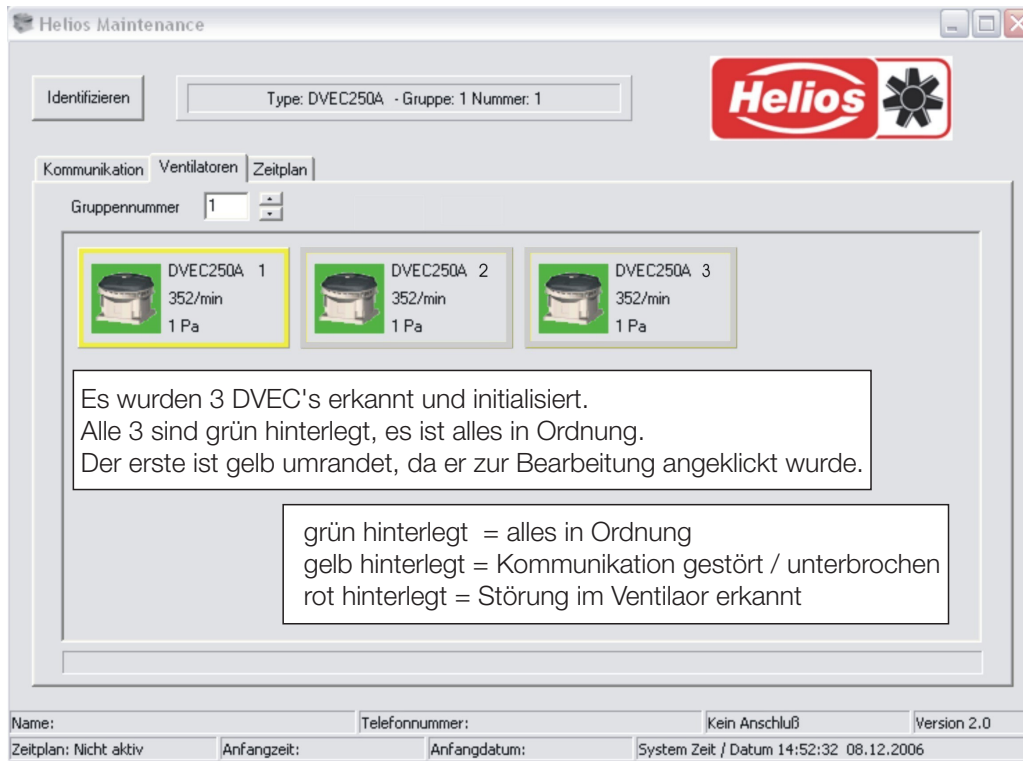 Helios Maintenance
Identifizieren
Type: DVEC250A - Gruppe: 1 Nummer: 1
Helios
Kommunikation Ventilatoren Zeitplan
Gruppennummer 1
DVEC250A 1
352/min
1 Pa
DVEC250A 2
352/min
1 Pa
DVEC250A 3
352/min
1 Pa
Es wurden 3 DVEC's erkannt und initialisiert.
Alle 3 sind grün hinterlegt, es ist alles in Ordnung.
Der erste ist gelb umrandet, da er zur Bearbeitung angeklickt wurde.
grün hinterlegt = alles in Ordnung
gelb hinterlegt = Kommunikation gestört / unterbrochen
rot hinterlegt = Störung im Ventilaor erkannt
Name: Telefonnummer: Kein Anschluß Version 2.0
Zeitplan: Nicht aktiv Anfangzeit: Anfangdatum: System Zeit / Datum 14:52:32 08.12.2006